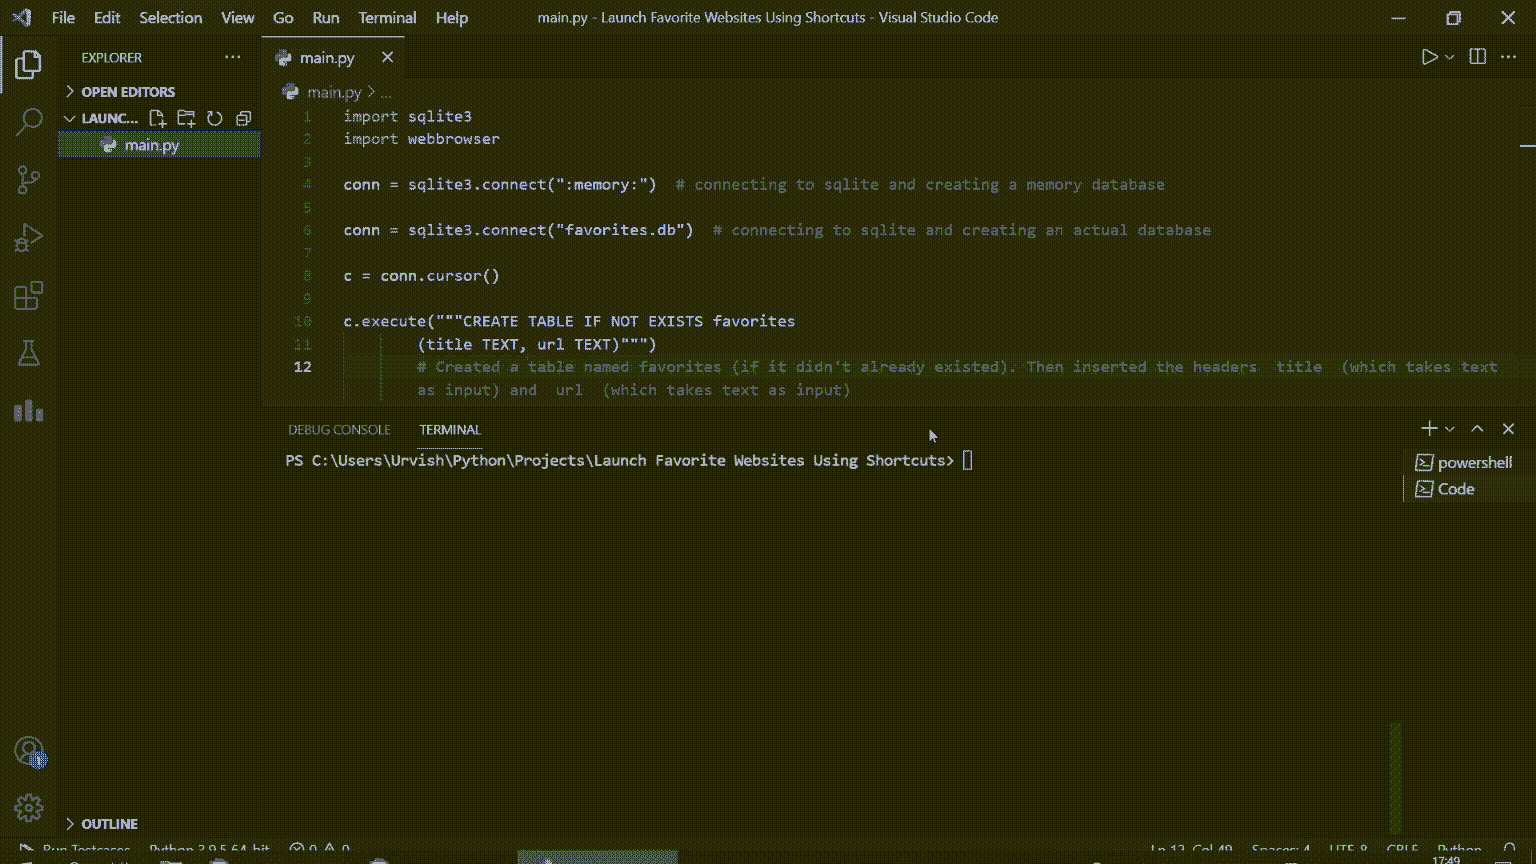 File Edit Selection View Go Run Terminal Help
main.py - Launch Favorite Websites Using Shortcuts - Visual Studio Code
EXPLORER
OPEN EDITORS
LAUNC...
main.py
OUTLINE
main.py
main.py > ...
1 import sqlite3
2 import webbrowser
3
4 conn = sqlite3.connect(":memory:") # connecting to sqlite and creating a memory database
5
6 conn = sqlite3.connect("favorites.db") # connecting to sqlite and creating an actual database
7
8 c = conn.cursor()
9
10 c.execute("""CREATE TABLE IF NOT EXISTS favorites
11 (title TEXT, url TEXT)""")
12 # Created a table named favorites (if it didn't already existed). Then inserted the headers title (which takes text
as input) and url (which takes text as input)
DEBUG CONSOLE TERMINAL
PS C:\Users\Urvish\Python\Projects\Launch Favorite Websites Using Shortcuts>
powershell
Code
1
Run Testcases Python 3.9.5 64-bit 0 0 Ln 12, Col 49 Spaces: 4 UTF-8 CRLF Python
17:49